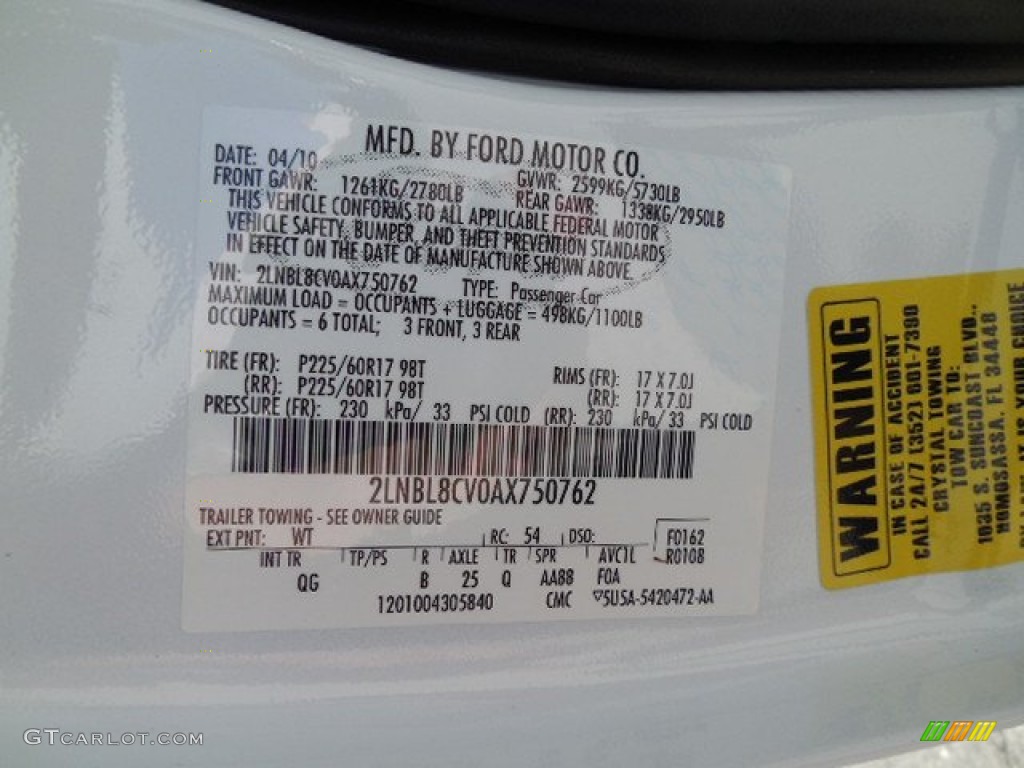 MFD. BY FORD MOTOR CO.
DATE: 04/10
GVWR: 2599KG/5730LB
FRONT GAWR: 1261KG/2780LB
REAR GAWR: 1338KG/2950LB
THIS VEHICLE CONFORMS TO ALL APPLICABLE FEDERAL MOTOR
VEHICLE SAFETY, BUMPER, AND THEFT PREVENTION STANDARDS
IN EFFECT ON THE DATE OF MANUFACTURE SHOWN ABOVE.
VIN: 2LNBL8CV0AX750762 TYPE: Passenger Car
MAXIMUM LOAD = OCCUPANTS + LUGGAGE = 498KG/1100LB
OCCUPANTS = 6 TOTAL; 3 FRONT, 3 REAR
TIRE (FR): P225/60R17 98T RIMS (FR): 17 X 7.0J
(RR): P225/60R17 98T (RR): 17 X 7.0J
PRESSURE (FR): 230 kPa/ 33 PSI COLD (RR): 230 kPa/ 33 PSI COLD
2LNBL8CV0AX750762
TRAILER TOWING - SEE OWNER GUIDE
EXT PNT: WT RC: 54 DSO: F0162
INT TR TP/PS R AXLE TR SPR AVC1L R0108
QG B 25 Q AA88 F0A
1201004305840 CMC ▽5U5A-5420472-AA
WARNING
IN CASE OF ACCIDENT
CALL 24/7 (352) 601-7390
CRYSTAL TOWING
TOW CAR TO:
1035 S. SUNCOAST BLVD.,
HOMOSASSA, FL 34448
IT IS YOUR CHOICE
GTCARLOT.COM